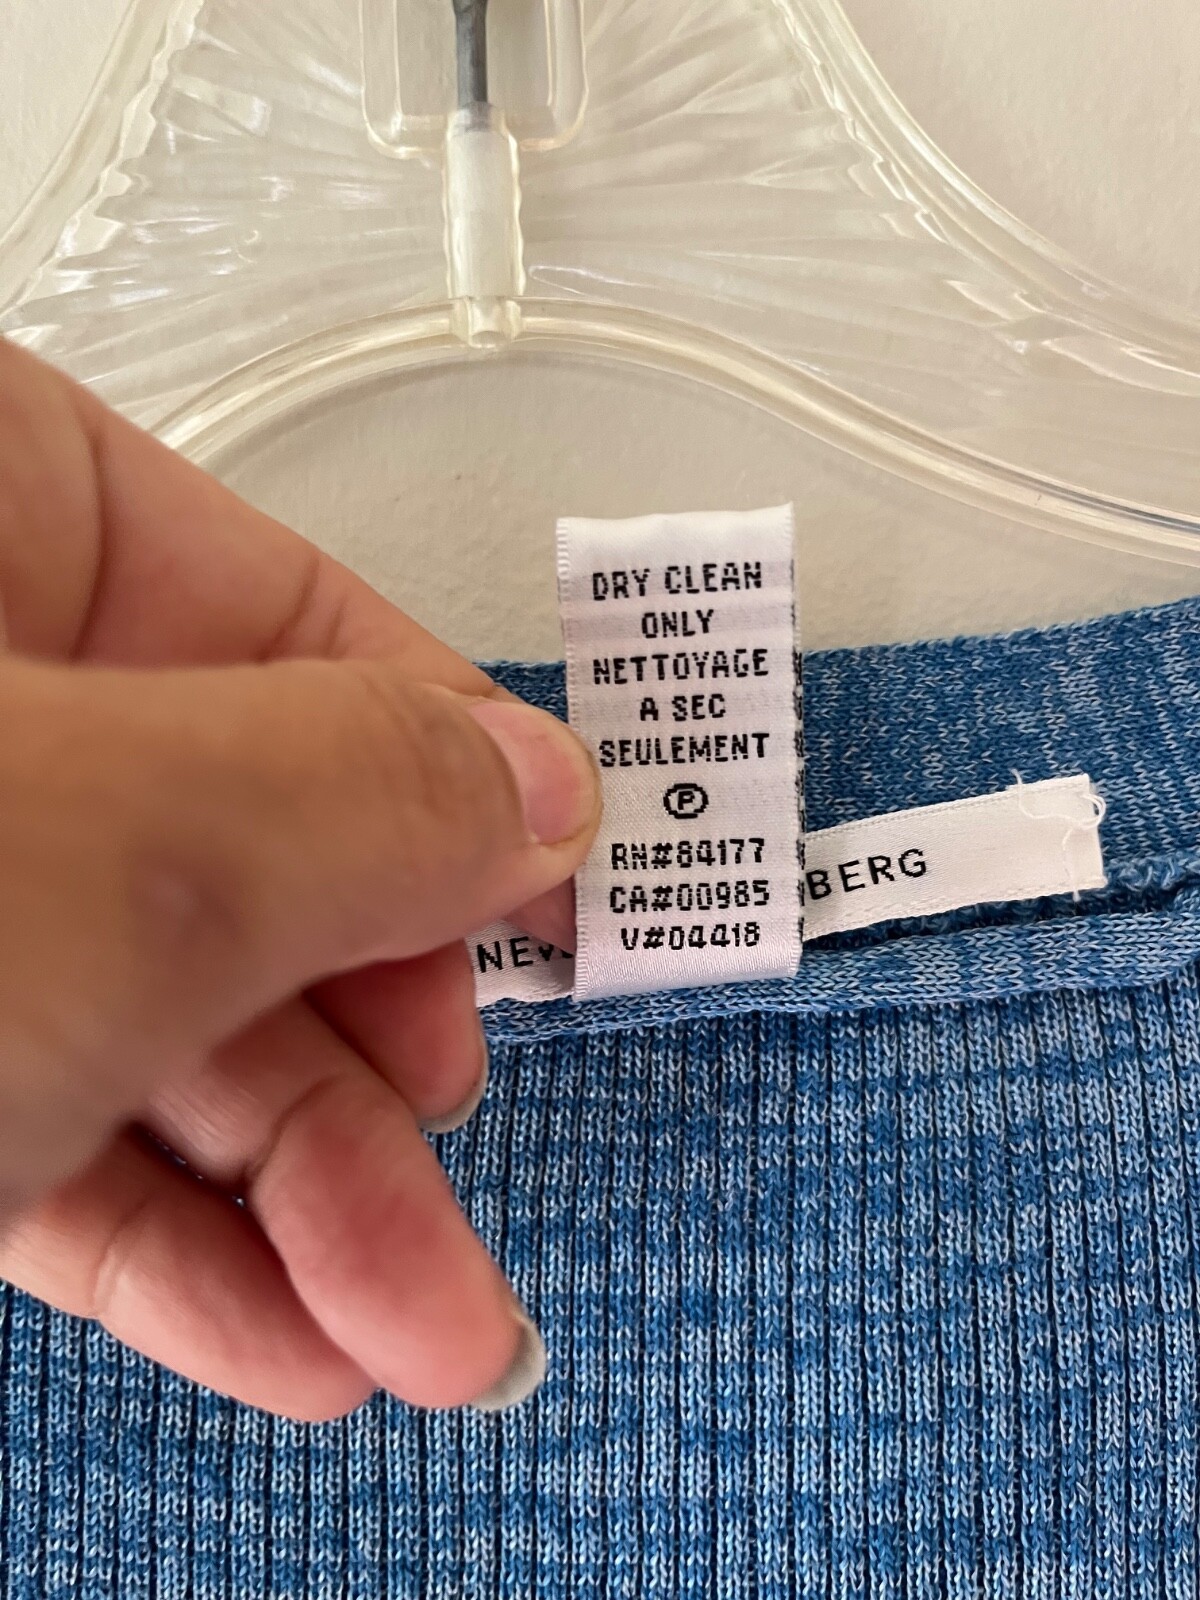 DRY CLEAN
ONLY
NETTOYAGE
A SEC
SEULEMENT
Ⓟ
RN#84177
CA#00985
V#04418
BERG